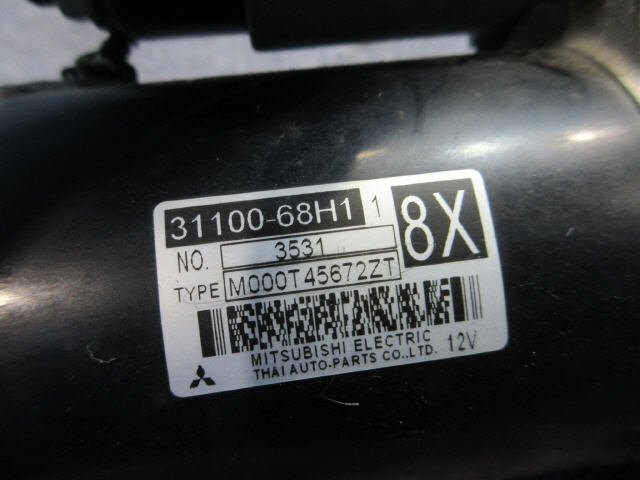 31100-68H1 1 8X
NO. 3531
TYPE M000T45672ZT
MITSUBISHI ELECTRIC
THAI AUTO-PARTS CO.,LTD. 12V